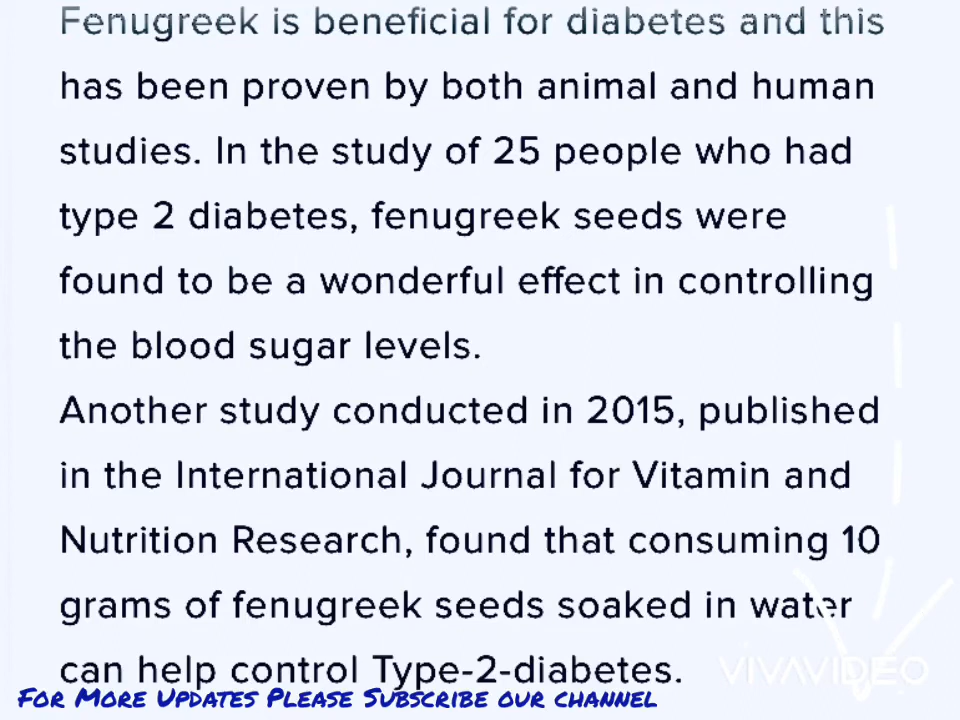 Fenugreek is beneficial for diabetes and this
has been proven by both animal and human
studies. In the study of 25 people who had
type 2 diabetes, fenugreek seeds were
found to be a wonderful effect in controlling
the blood sugar levels.
Another study conducted in 2015, published
in the International Journal for Vitamin and
Nutrition Research, found that consuming 10
grams of fenugreek seeds soaked in water
can help control Type-2-diabetes.
VIVAVIDEO
For More Updates Please Subscribe our channel